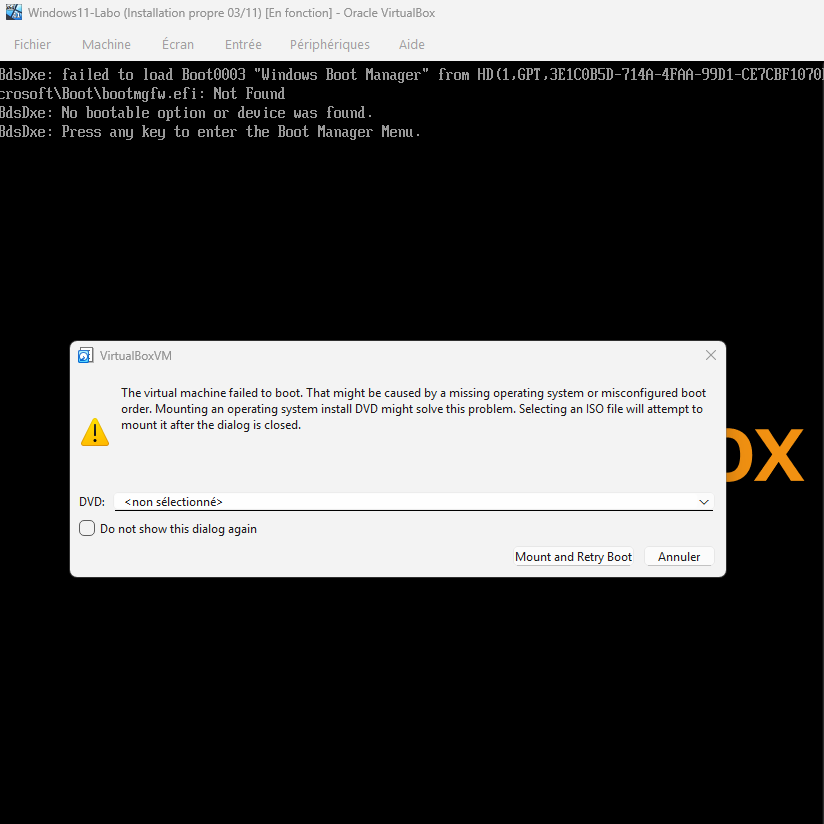 Windows11-Labo (Installation propre 03/11) [En fonction] - Oracle VirtualBox
Fichier Machine Écran Entrée Périphériques Aide
BdsDxe: failed to load Boot0003 "Windows Boot Manager" from HD(1,GPT,3E1C0B5D-714A-4FAA-99D1-CE7CBF1070
crosoft\Boot\bootmgfw.efi: Not Found
BdsDxe: No bootable option or device was found.
BdsDxe: Press any key to enter the Boot Manager Menu.
VirtualBoxVM
The virtual machine failed to boot. That might be caused by a missing operating system or misconfigured boot
order. Mounting an operating system install DVD might solve this problem. Selecting an ISO file will attempt to
mount it after the dialog is closed.
OX
DVD: <non sélectionné>
Do not show this dialog again
Mount and Retry Boot Annuler